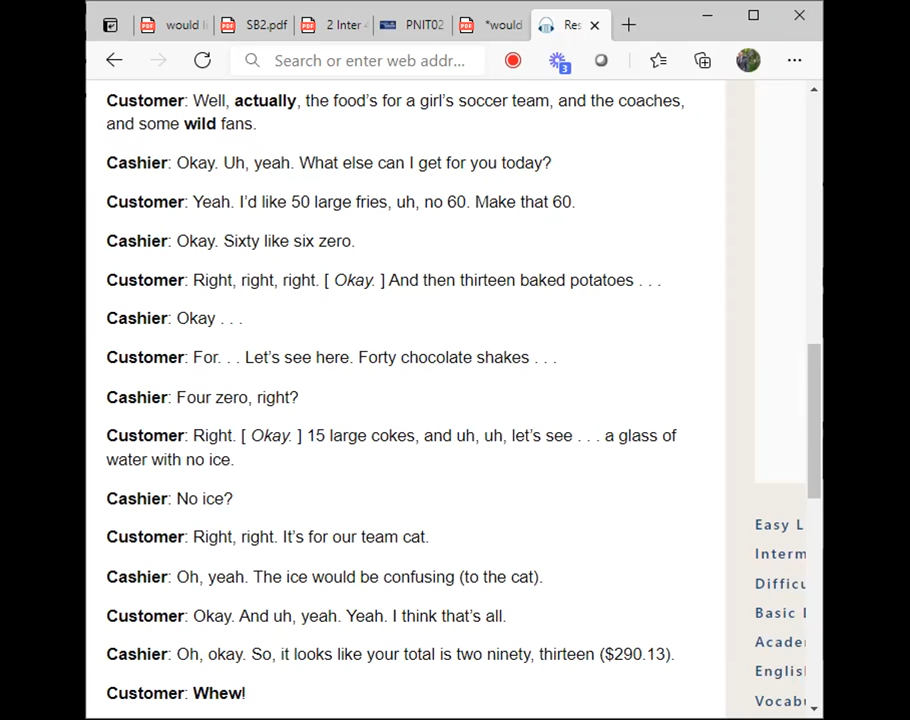 would l
SB2.pdf
2 Inter
PNIT02
*would
Res
Search or enter web addr...
3
Customer: Well, actually, the food's for a girl's soccer team, and the coaches,
and some wild fans.
Cashier: Okay. Uh, yeah. What else can I get for you today?
Customer: Yeah. I'd like 50 large fries, uh, no 60. Make that 60.
Cashier: Okay. Sixty like six zero.
Customer: Right, right, right. [ Okay. ] And then thirteen baked potatoes . . .
Cashier: Okay . . .
Customer: For. . . Let's see here. Forty chocolate shakes . . .
Cashier: Four zero, right?
Customer: Right. [ Okay. ] 15 large cokes, and uh, uh, let's see . . . a glass of
water with no ice.
Cashier: No ice?
Customer: Right, right. It's for our team cat.
Cashier: Oh, yeah. The ice would be confusing (to the cat).
Customer: Okay. And uh, yeah. Yeah. I think that's all.
Cashier: Oh, okay. So, it looks like your total is two ninety, thirteen ($290.13).
Customer: Whew!
Easy L
Interm
Difficu
Basic
Acade
Englis
Vocabu